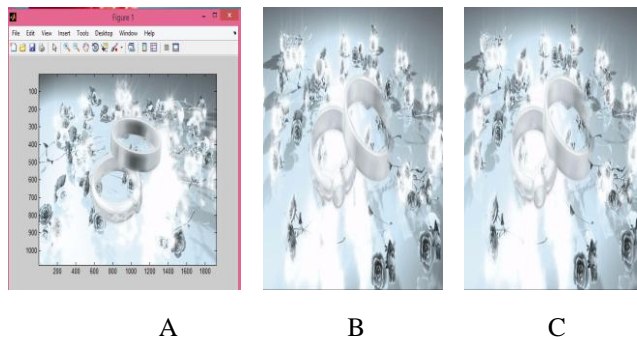 Figure 1
File Edit View Insert Tools Desktop Window Help
100
200
300
400
500
600
700
800
900
1000
200 400 600 800 1000 1200 1400 1600 1800
A B C